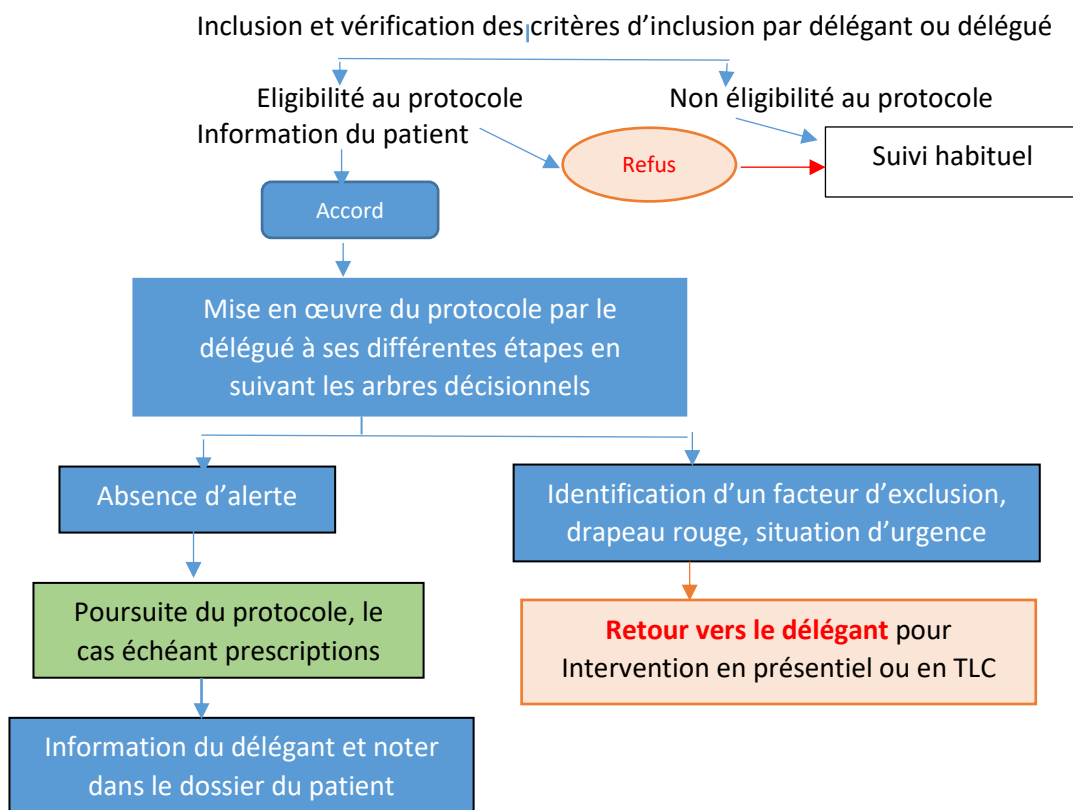 Inclusion et vérification des critères d’inclusion par délégant ou délégué
Eligibilité au protocole
Information du patient
Non éligibilité au protocole
Refus
Suivi habituel
Accord
Mise en œuvre du protocole par le
délégué à ses différentes étapes en
suivant les arbres décisionnels
Absence d’alerte
Identification d’un facteur d’exclusion,
drapeau rouge, situation d’urgence
Poursuite du protocole, le
cas échéant prescriptions
Retour vers le délégant pour
Intervention en présentiel ou en TLC
Information du délégant et noter
dans le dossier du patient